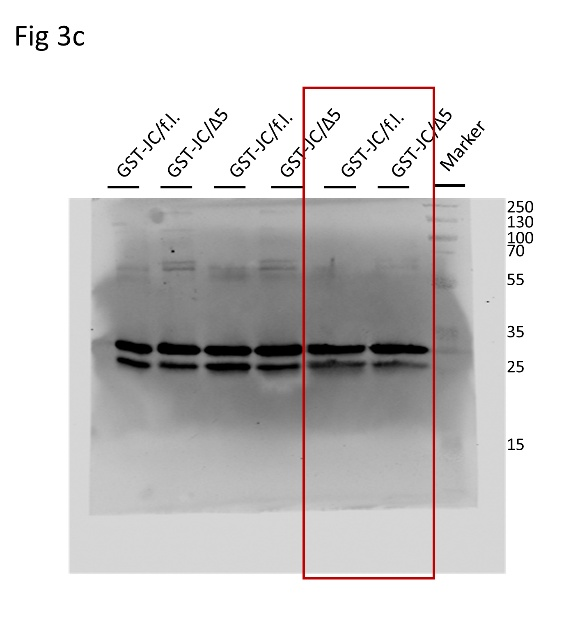 Fig 3c
GST-JC/f.l.
GST-JC/Δ5
GST-JC/f.l.
GST-JC/Δ5
GST-JC/f.l.
GST-JC/Δ5
Marker
250
130
100
70
55
35
25
15